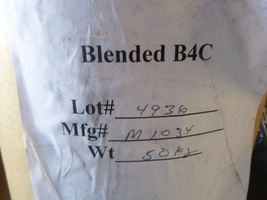 Blended B4C
Lot# 4936
Mfg# M1034
Wt 50kg